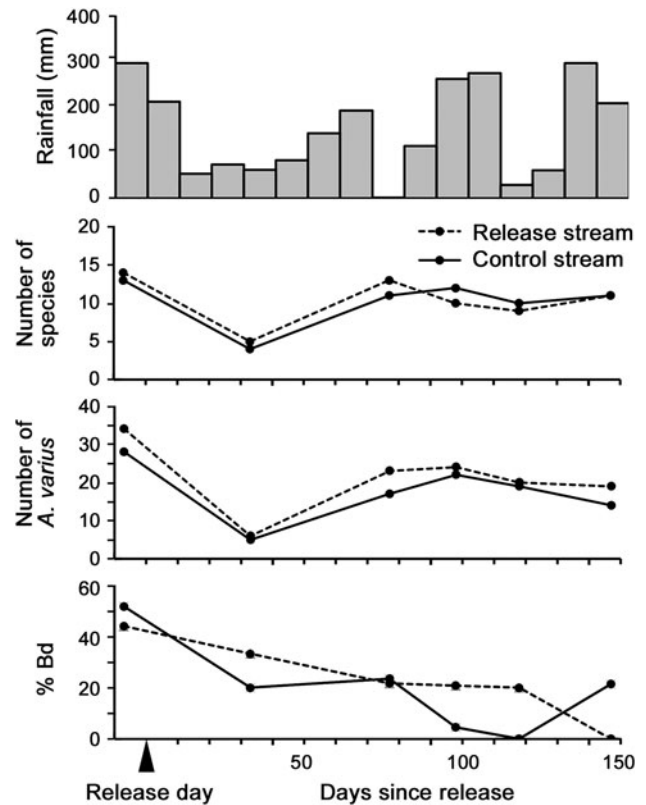 400
300
200
100
0
Rainfall (mm)
20
15
10
5
0
Number of
species
Release stream
Control stream
40
30
20
10
0
Number of
A. varius
60
40
20
0
% Bd
50
100
150
Release day
Days since release